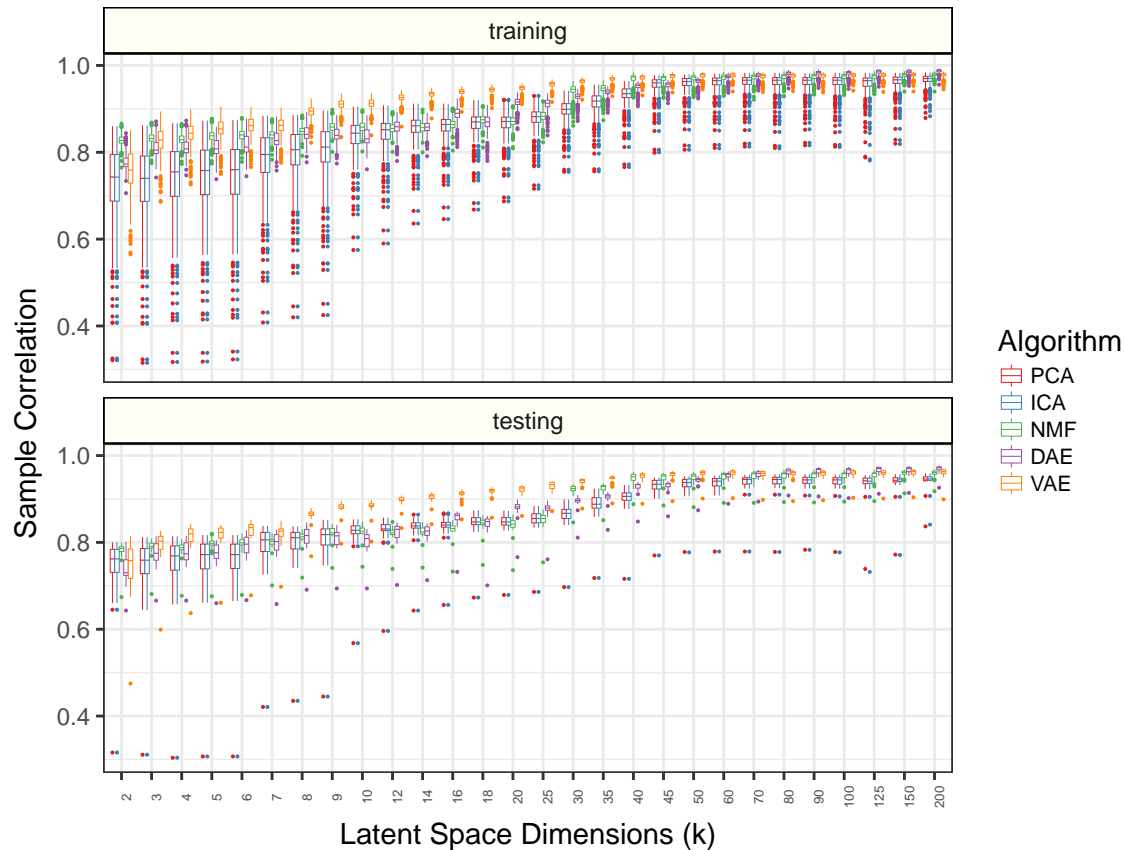 training
1.0
0.8
0.6
0.4
testing
1.0
0.8
0.6
0.4
Sample Correlation
2 3 4 5 6 7 8 9 10 12 14 16 18 20 25 30 35 40 45 50 60 70 80 90 100 125 150 200
Latent Space Dimensions (k)
Algorithm
PCA
ICA
NMF
DAE
VAE